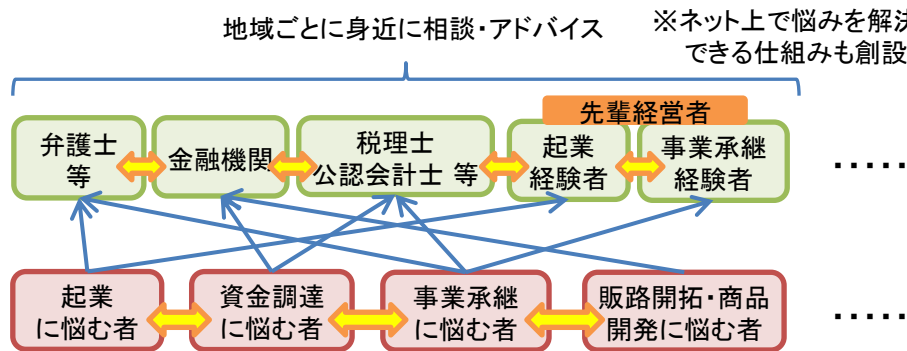 地域ごとに身近に相談・アドバイス
※ネット上で悩みを解決
できる仕組みも創設
先輩経営者
弁護士
等
金融機関
税理士
公認会計士 等
起業
経験者
事業承継
経験者
・・・・・
起業
に悩む者
資金調達
に悩む者
事業承継
に悩む者
販路開拓・商品
開発に悩む者
・・・・・